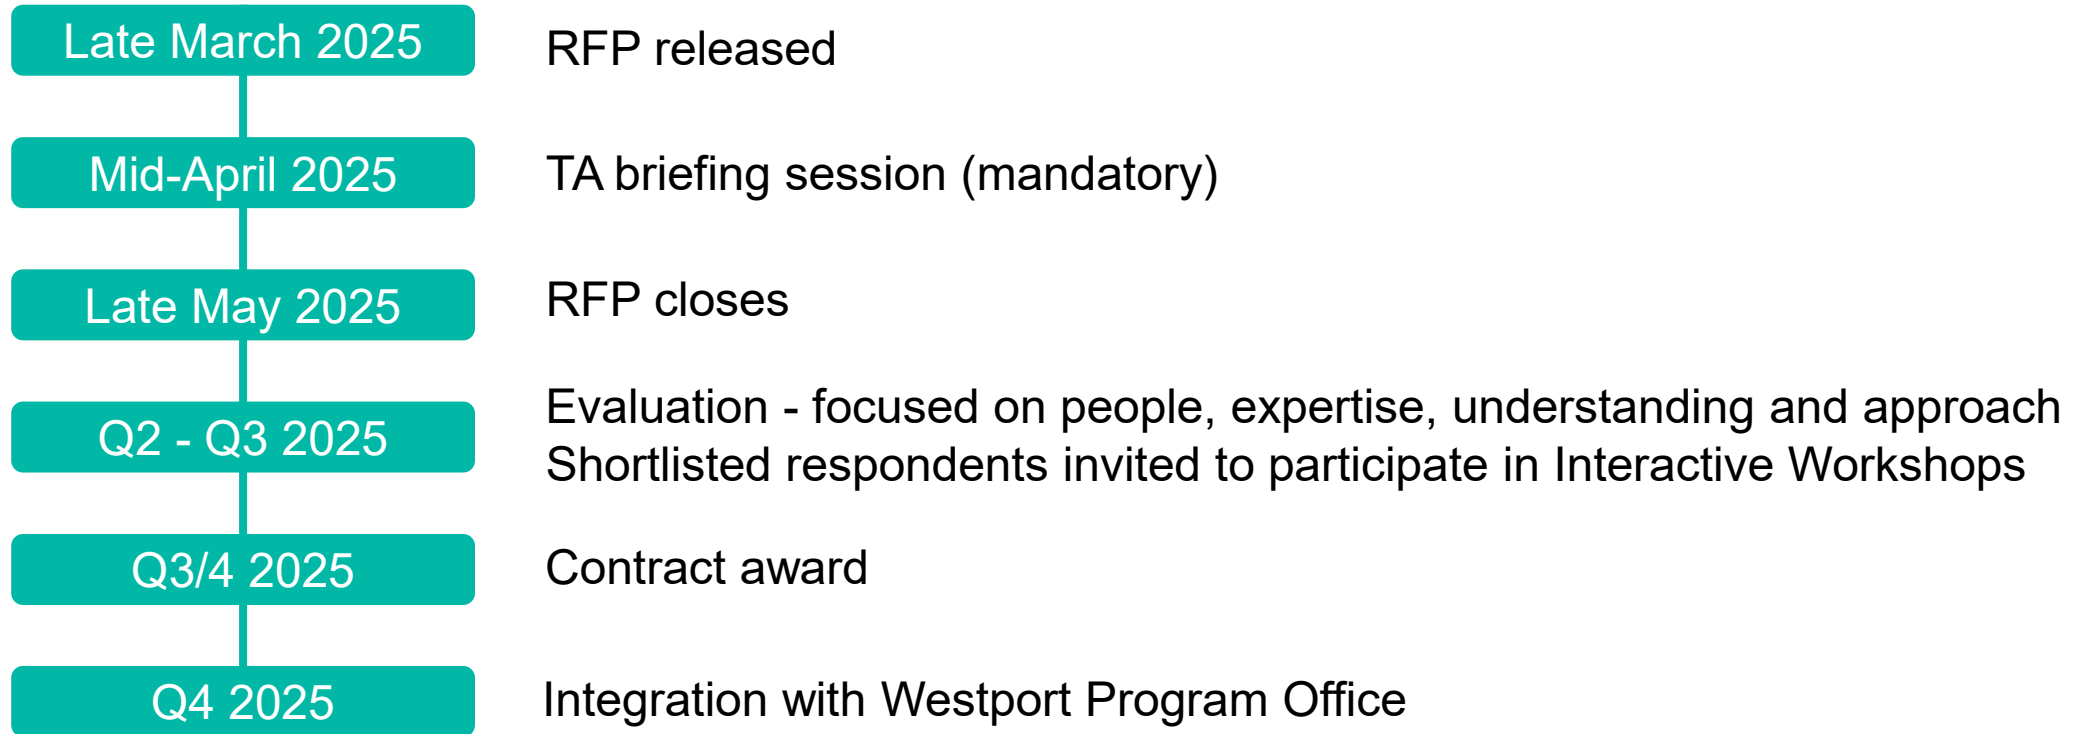 Late March 2025
RFP released
Mid-April 2025
TA briefing session (mandatory)
Late May 2025
RFP closes
Q2 - Q3 2025
Evaluation - focused on people, expertise, understanding and approach
Shortlisted respondents invited to participate in Interactive Workshops
Q3/4 2025
Contract award
Q4 2025
Integration with Westport Program Office